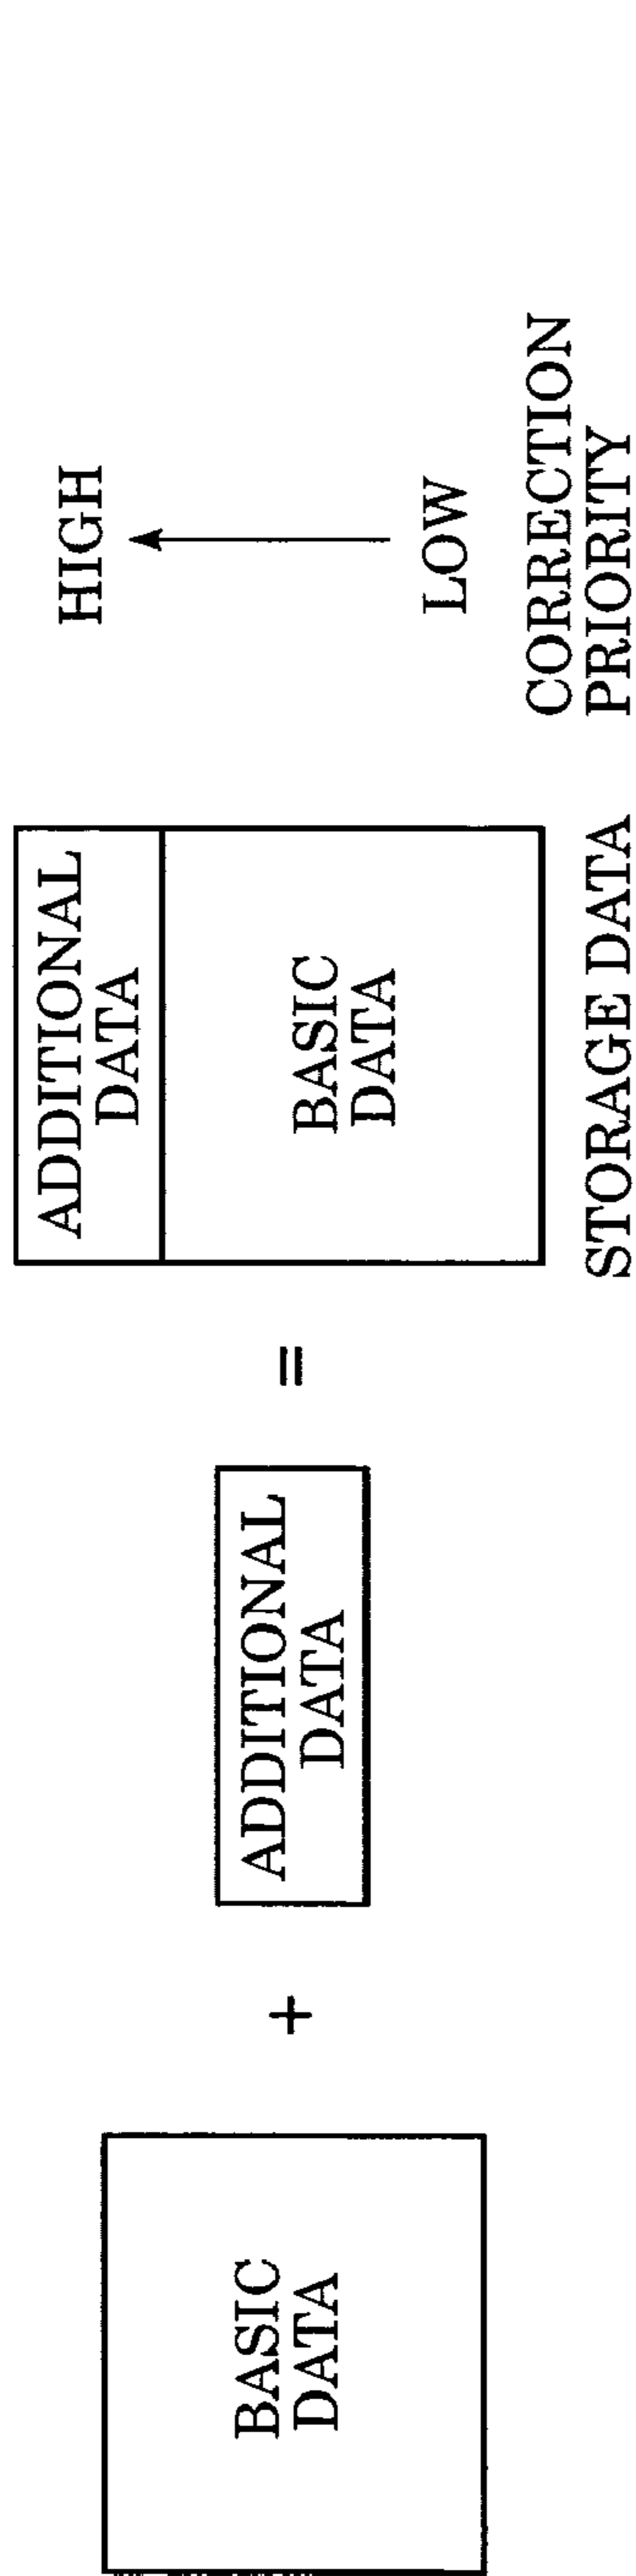 BASIC
DATA
+
ADDITIONAL
DATA
=
ADDITIONAL
DATA
BASIC
DATA
STORAGE DATA
HIGH
LOW
CORRECTION
PRIORITY